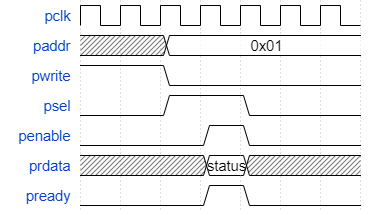 pclk
paddr 0x01
pwrite
psel
penable
prdata status
pready